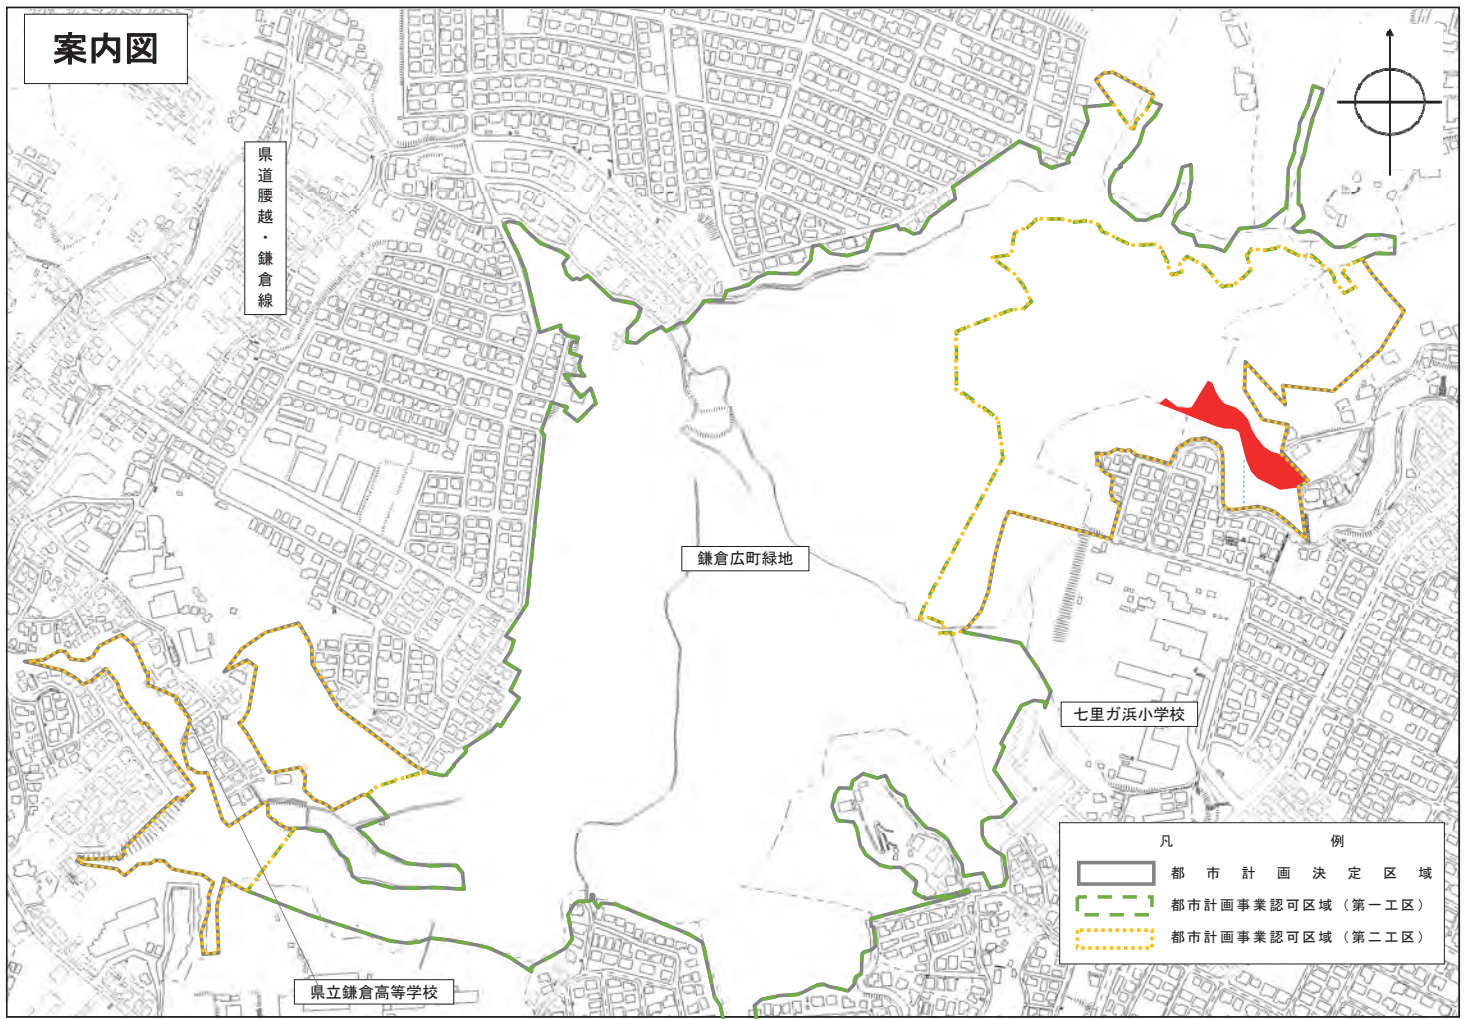 案内図
県道腰越・鎌倉線
鎌倉広町緑地
七里ガ浜小学校
県立鎌倉高等学校
凡例
都市計画決定区域
都市計画事業認可区域（第一工区）
都市計画事業認可区域（第二工区）